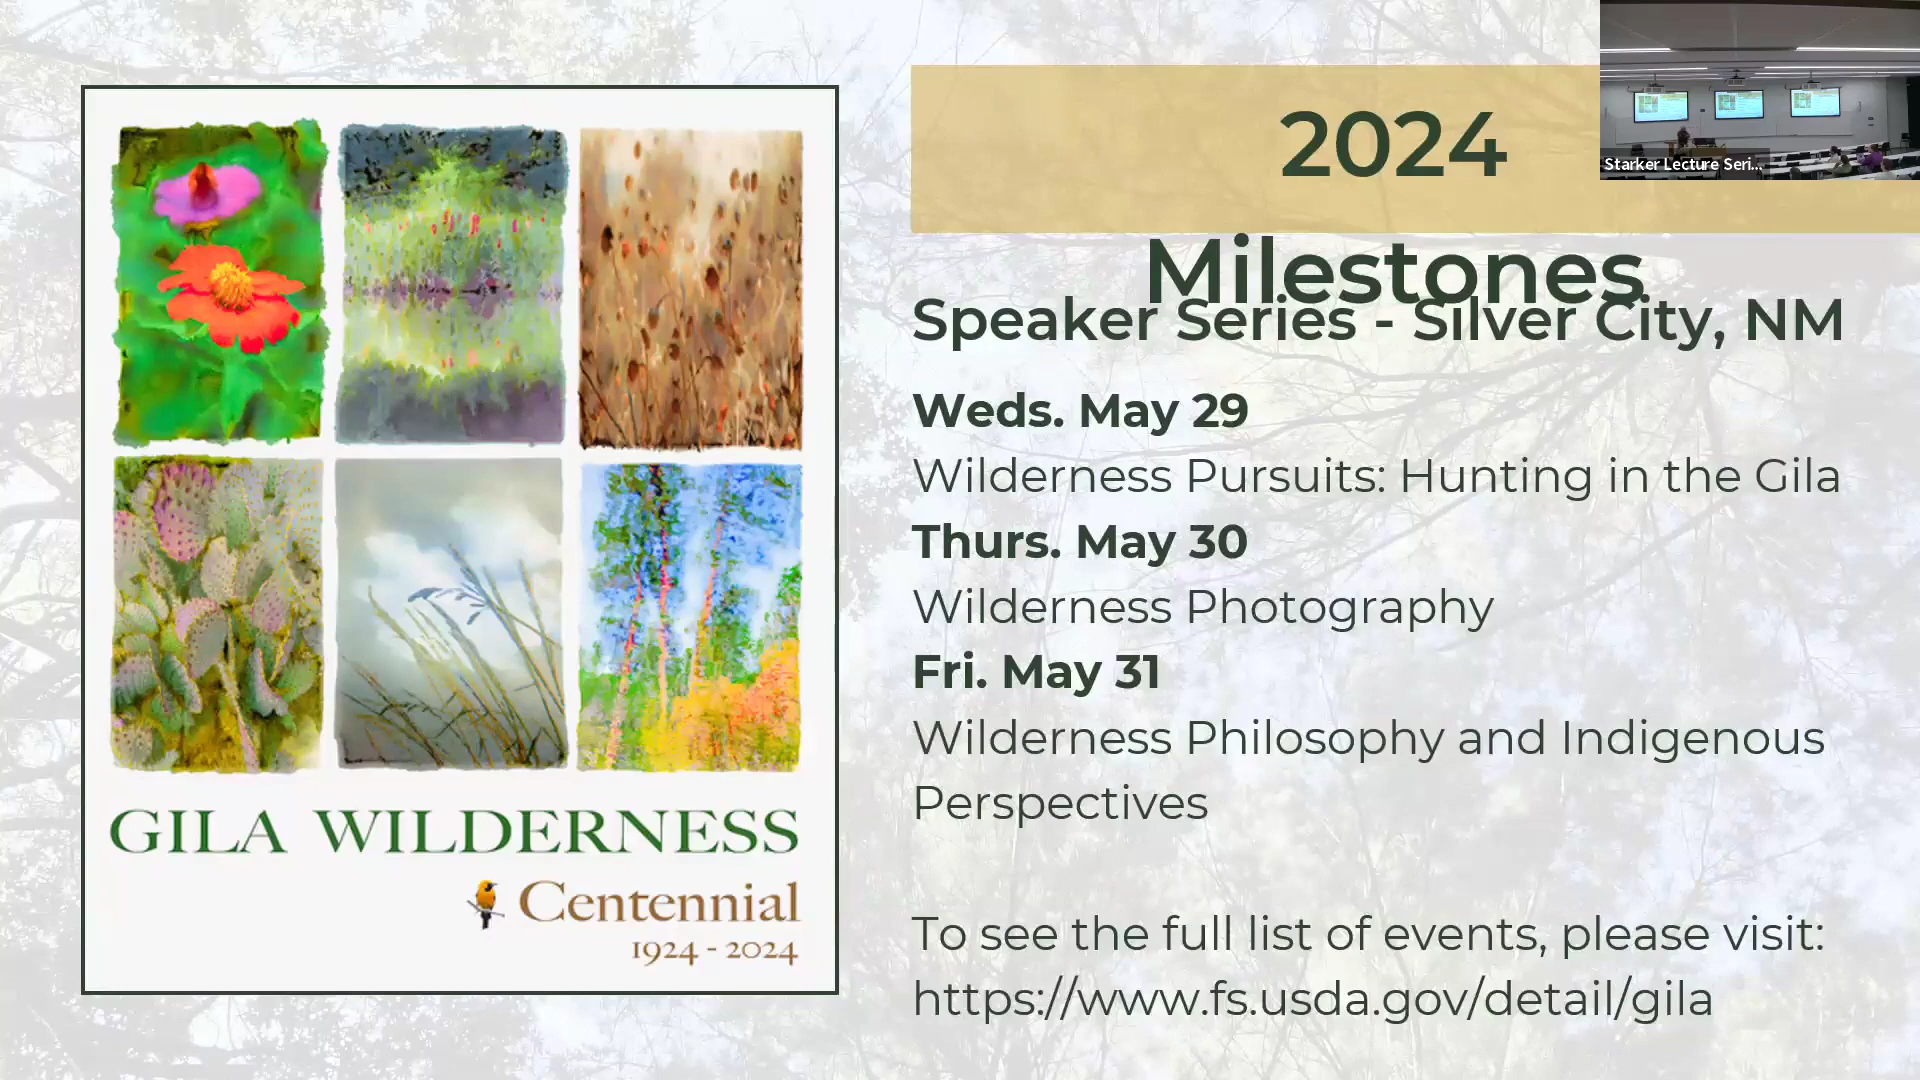 2024
Milestones
Speaker Series - Silver City, NM
Weds. May 29
Wilderness Pursuits: Hunting in the Gila
Thurs. May 30
Wilderness Photography
Fri. May 31
Wilderness Philosophy and Indigenous
Perspectives
To see the full list of events, please visit:
https://www.fs.usda.gov/detail/gila
GILA WILDERNESS
Centennial
1924 - 2024
Starker Lecture Seri...